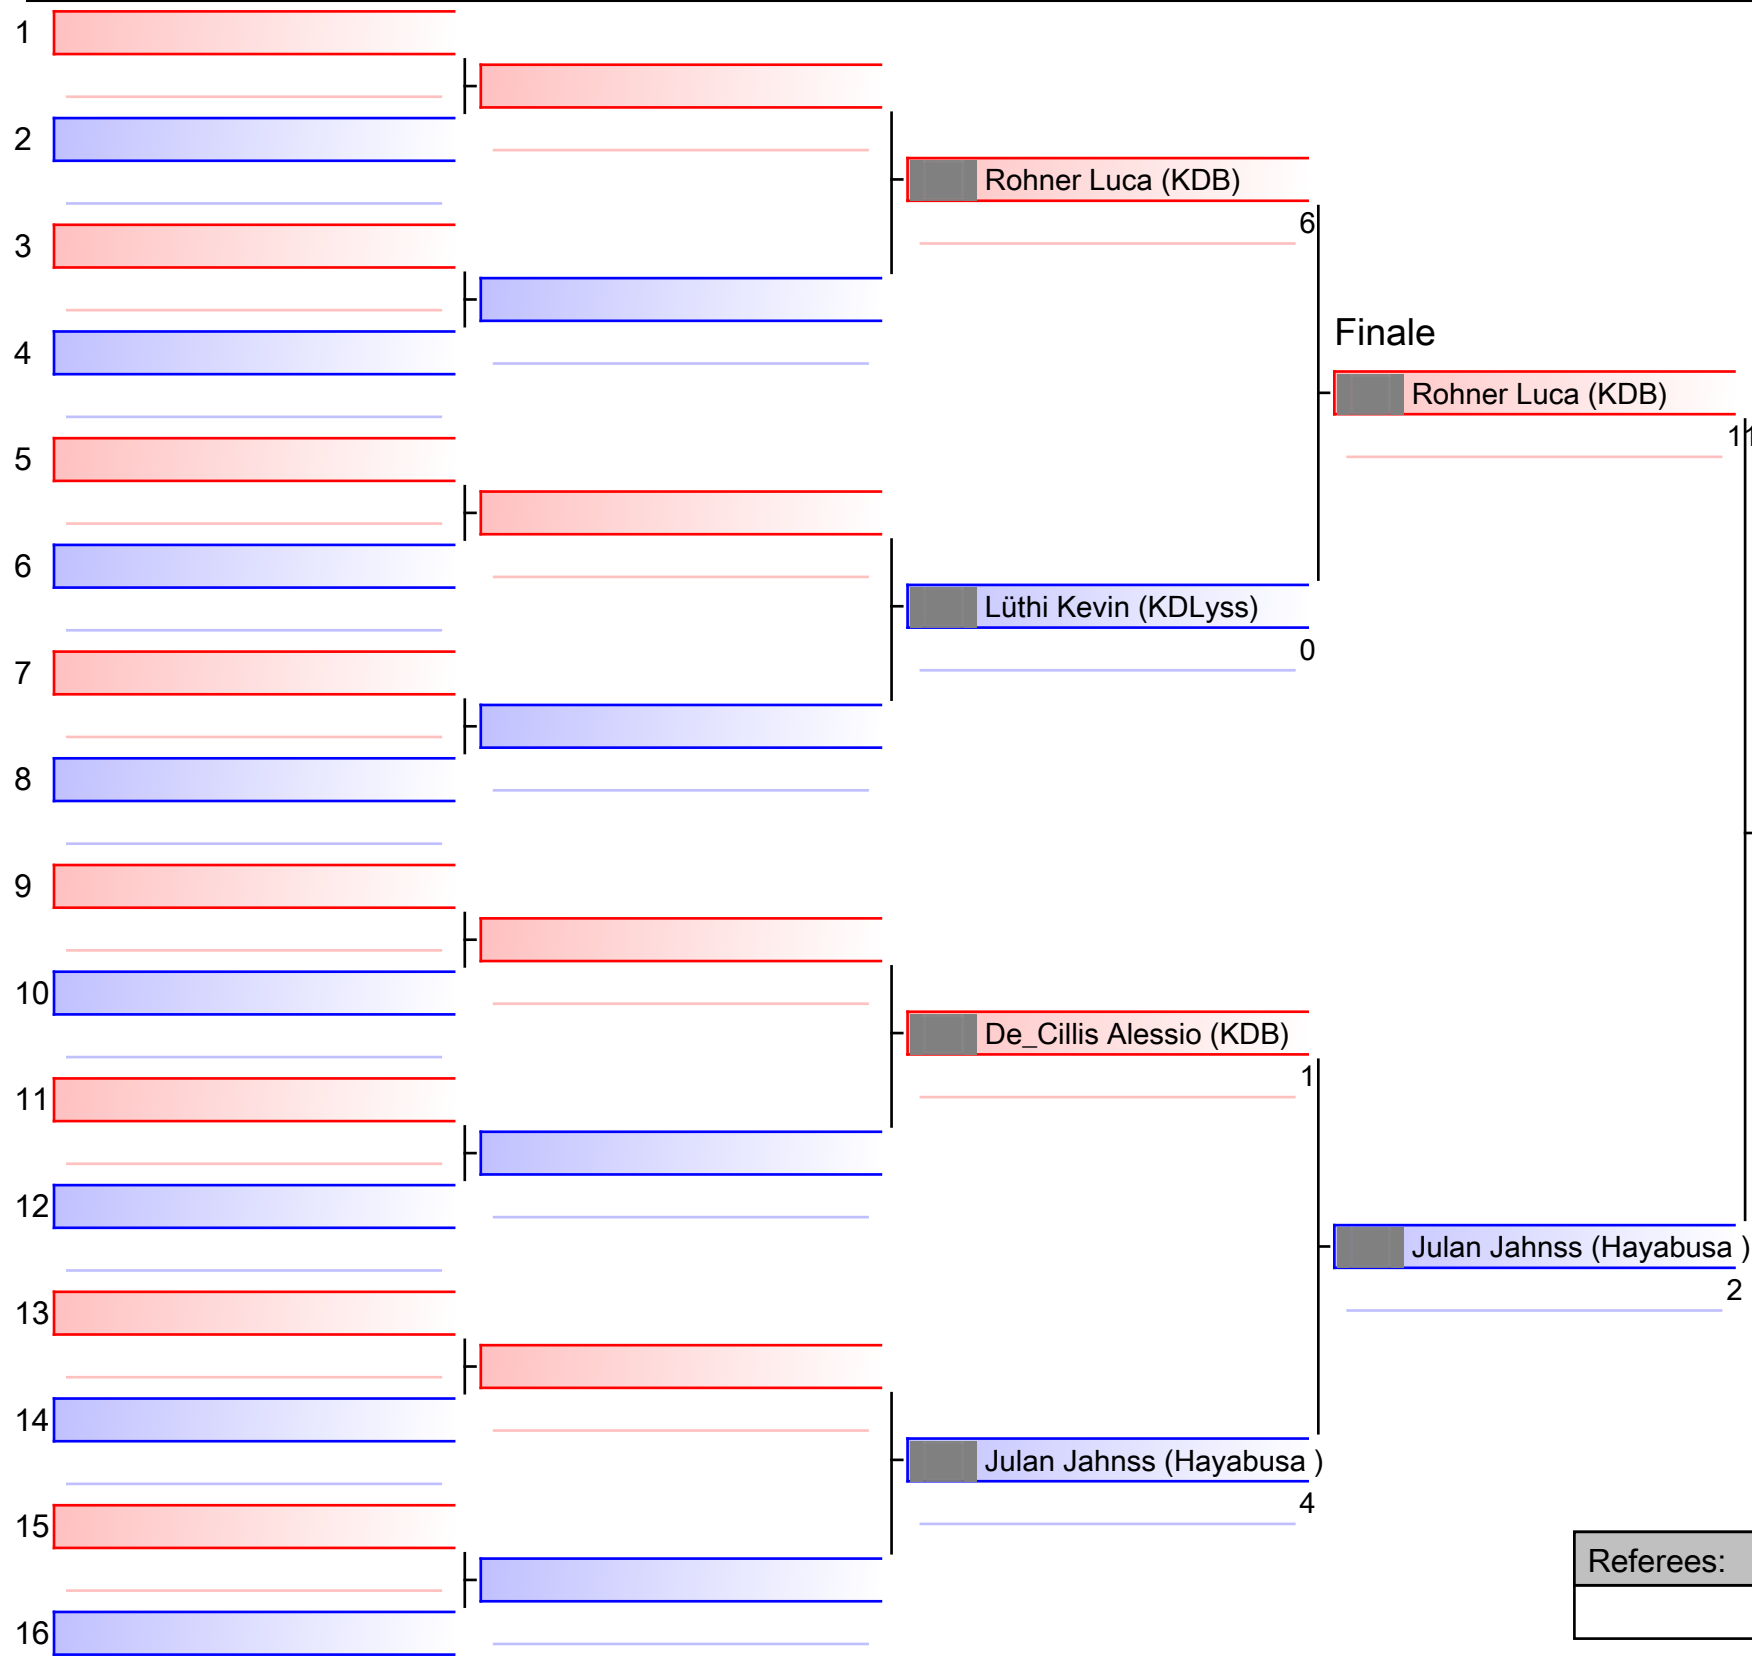 1
2
3
4
5
6
7
8
9
10
11
12
13
14
15
16
Rohner Luca (KDB)
6
Lüthi Kevin (KDLyss)
0
De_Cillis Alessio (KDB)
1
Julan Jahnss (Hayabusa )
4
Finale
Rohner Luca (KDB)
11
Julan Jahnss (Hayabusa )
2
Referees: